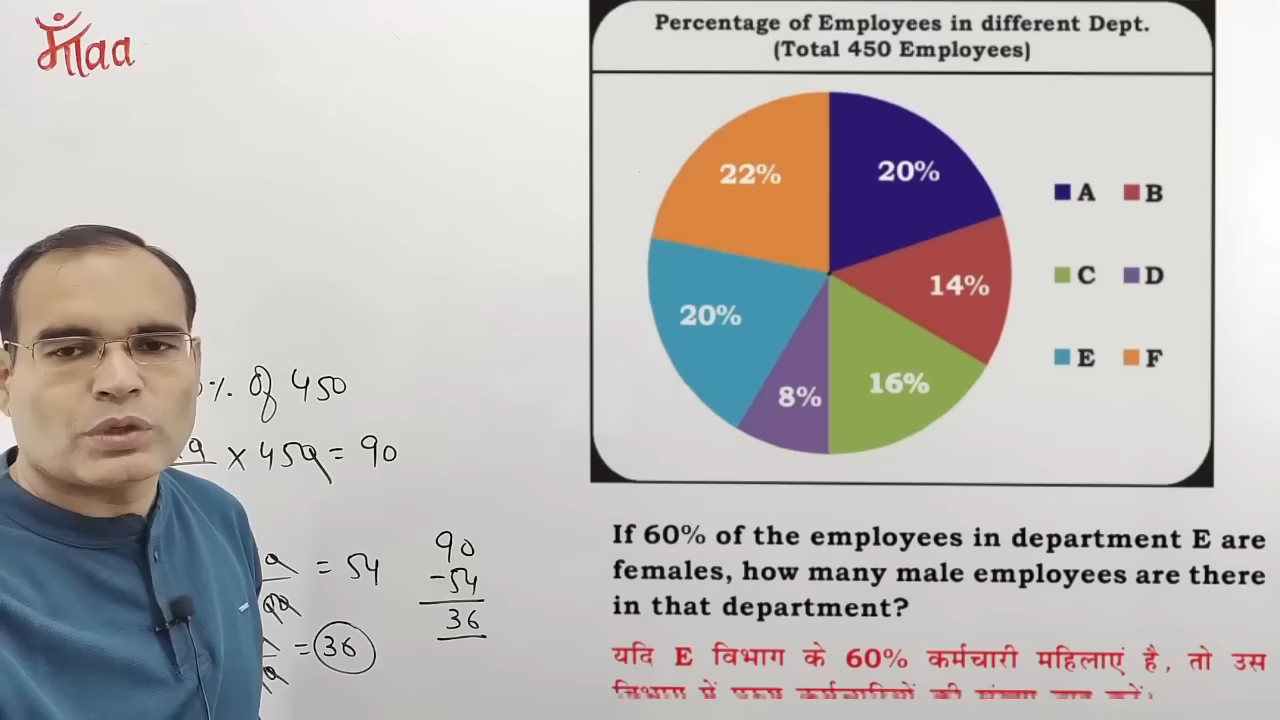 माँaa
Percentage of Employees in different Dept.
(Total 450 Employees)
22%
20%
14%
20%
16%
8%
A B
C D
E F
% of 450
× 450 = 90
= 54
= 36
90
-54
36
If 60% of the employees in department E are
females, how many male employees are there
in that department?
यदि E विभाग के 60% कर्मचारी महिलाएं है, तो उस